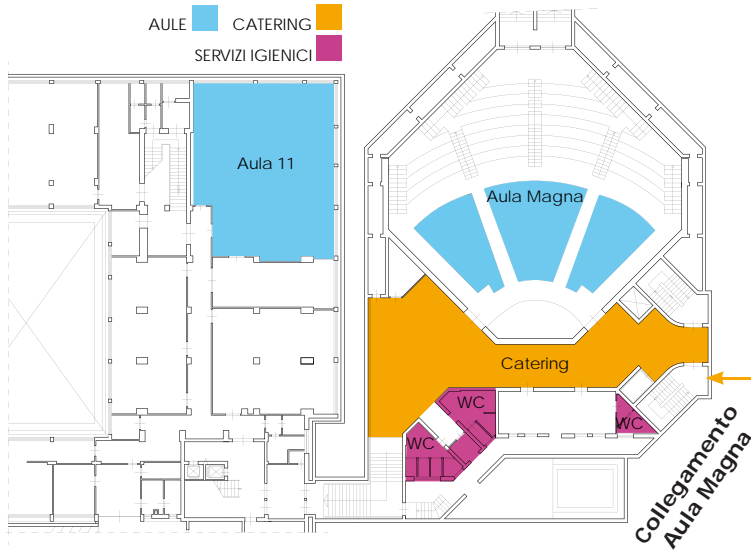 AULE CATERING
SERVIZI IGIENICI
Aula 11
Aula Magna
Catering
WC
WC
WC
Collegamento
Aula Magna